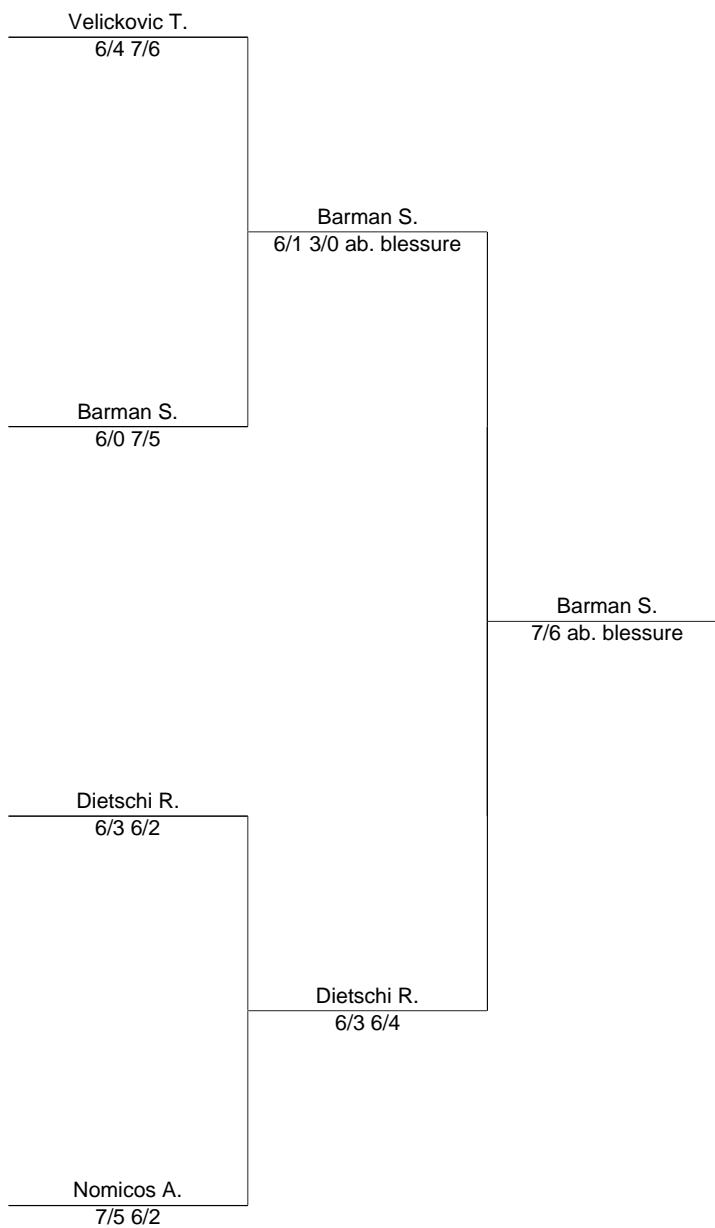 Velickovic T.
6/4 7/6
Barman S.
6/1 3/0 ab. blessure
Barman S.
6/0 7/5
Barman S.
7/6 ab. blessure
Dietschi R.
6/3 6/2
Dietschi R.
6/3 6/4
Nomicos A.
7/5 6/2